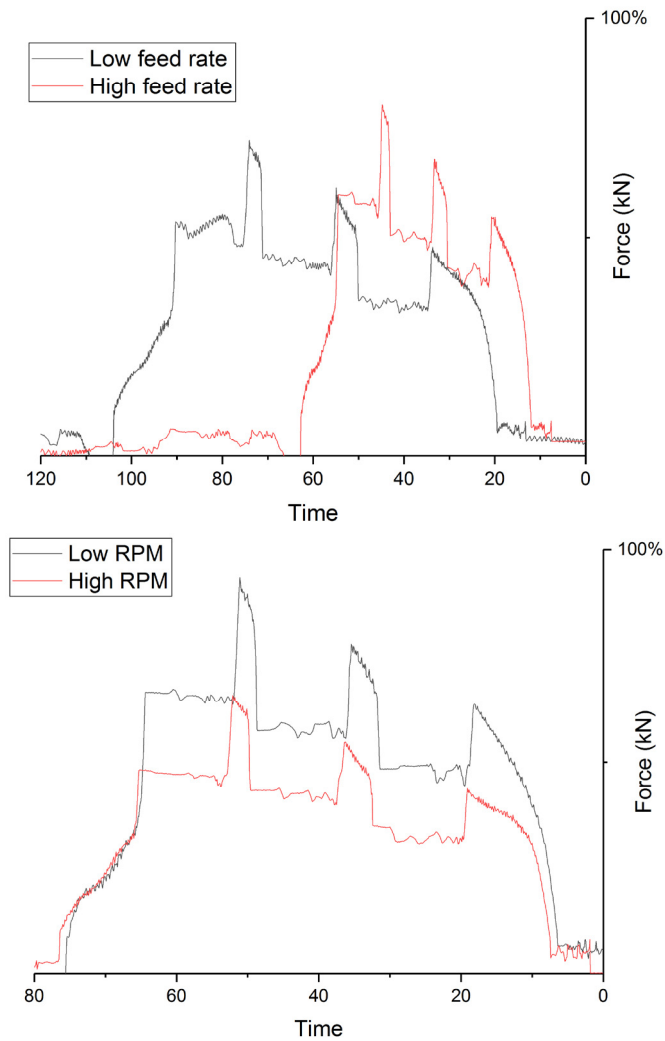 100%
Low feed rate
High feed rate
Force (kN)
120 100 80 60 40 20 0
Time
100%
Low RPM
High RPM
Force (kN)
80 60 40 20 0
Time